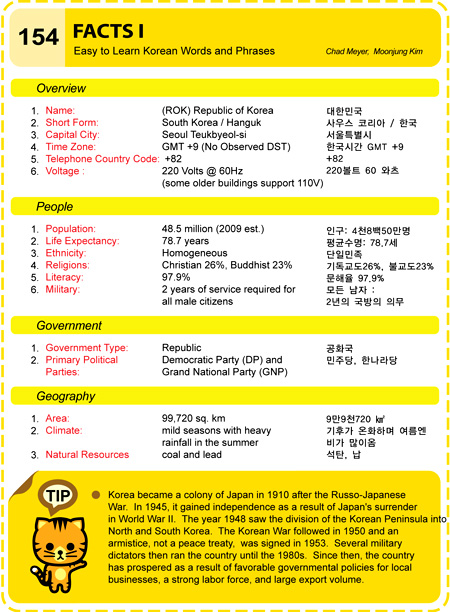 154 FACTS I
Easy to Learn Korean Words and Phrases Chad Meyer, Moonjung Kim
Overview
1. Name: (ROK) Republic of Korea 대한민국
2. Short Form: South Korea / Hanguk 사우스 코리아 / 한국
3. Capital City: Seoul Teukbyeol-si 서울특별시
4. Time Zone: GMT +9 (No Observed DST) 한국시간 GMT +9
5. Telephone Country Code: +82 +82
6. Voltage : 220 Volts @ 60Hz 220볼트 60 와츠
(some older buildings support 110V)
People
1. Population: 48.5 million (2009 est.) 인구: 4천8백50만명
2. Life Expectancy: 78.7 years 평균수명: 78,7세
3. Ethnicity: Homogeneous 단일민족
4. Religions: Christian 26%, Buddhist 23% 기독교도26%, 불교도23%
5. Literacy: 97.9% 문해율 97.9%
6. Military: 2 years of service required for 모든 남자 :
all male citizens 2년의 국방의 의무
Government
1. Government Type: Republic 공화국
2. Primary Political Democratic Party (DP) and 민주당, 한나라당
Parties: Grand National Party (GNP)
Geography
1. Area: 99,720 sq. km 9만9천720 ㎢
2. Climate: mild seasons with heavy 기후가 온화하며 여름엔
rainfall in the summer 비가 많이옴
3. Natural Resources coal and lead 석탄, 납
TIP
Korea became a colony of Japan in 1910 after the Russo-Japanese
War. In 1945, it gained independence as a result of Japan's surrender
in World War II. The year 1948 saw the division of the Korean Peninsula into
North and South Korea. The Korean War followed in 1950 and an
armistice, not a peace treaty, was signed in 1953. Several military
dictators then ran the country until the 1980s. Since then, the country
has prospered as a result of favorable governmental policies for local
businesses, a strong labor force, and large export volume.